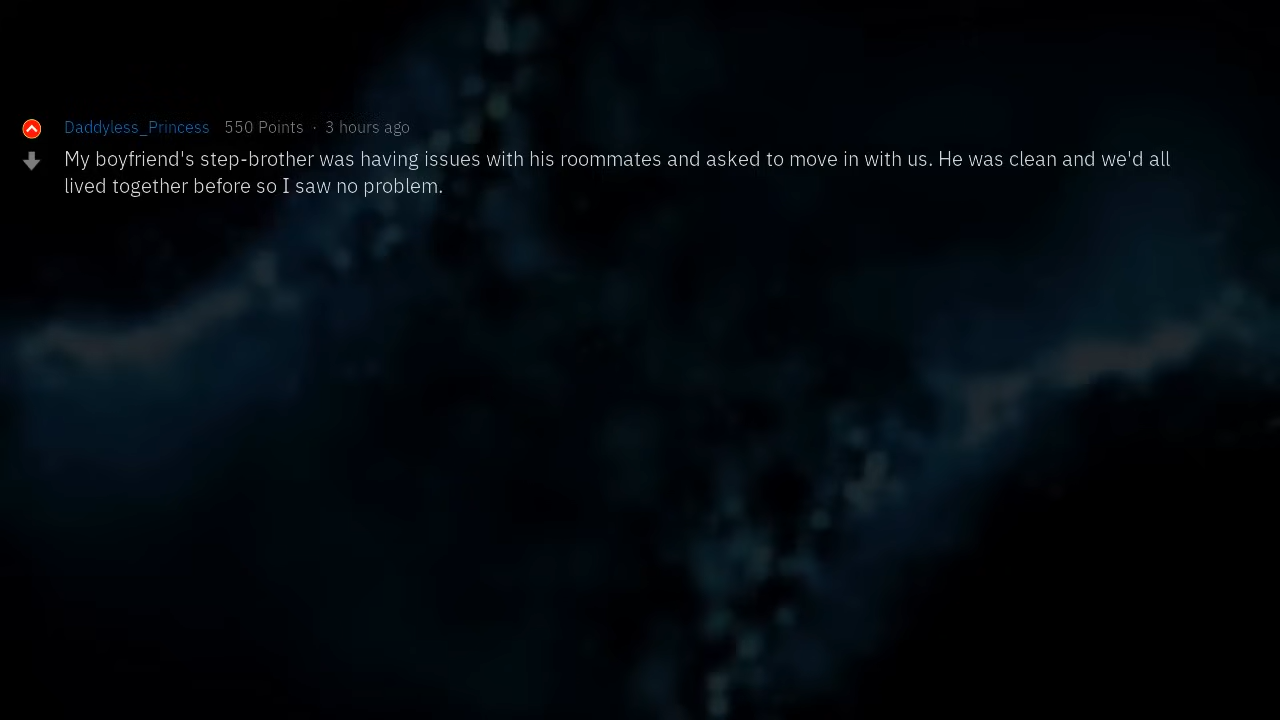 Daddyless_Princess 550 Points · 3 hours ago
My boyfriend's step-brother was having issues with his roommates and asked to move in with us. He was clean and we'd all
lived together before so I saw no problem.